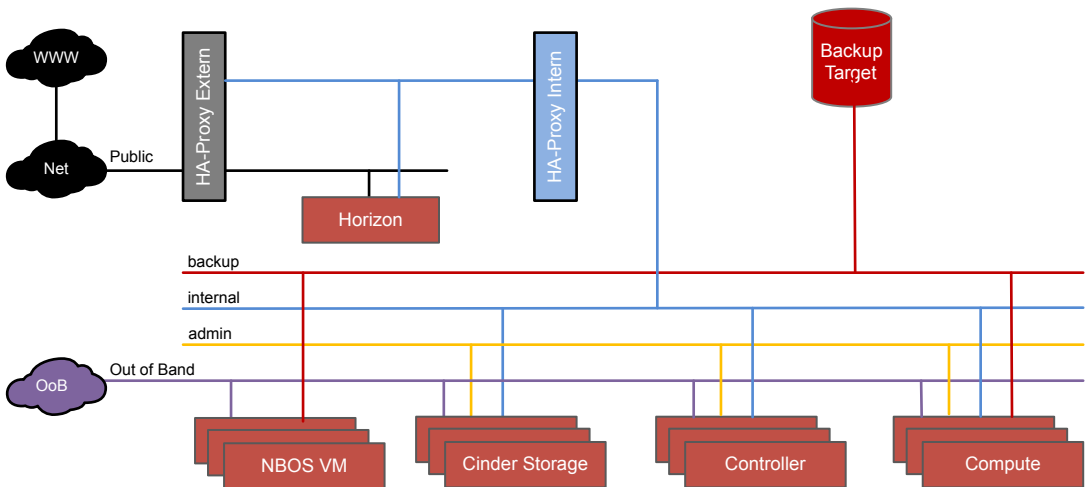 WWW
HA-Proxy Extern
HA-Proxy Intern
Backup
Target
Net
Public
Horizon
backup
internal
admin
Out of Band
OoB
NBOS VM
Cinder Storage
Controller
Compute